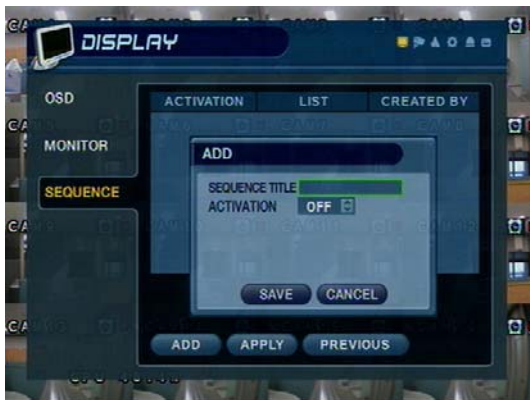 DISPLAY
OSD
MONITOR
SEQUENCE
ACTIVATION LIST CREATED BY
ADD
SEQUENCE TITLE
ACTIVATION OFF
SAVE CANCEL
ADD APPLY PREVIOUS